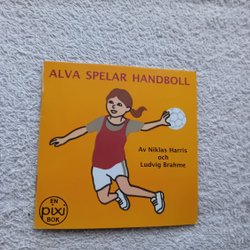 ALVA SPELAR HANDBOLL
Av Niklas Harris
och
Ludvig Brahme
EN
pixi
BOK